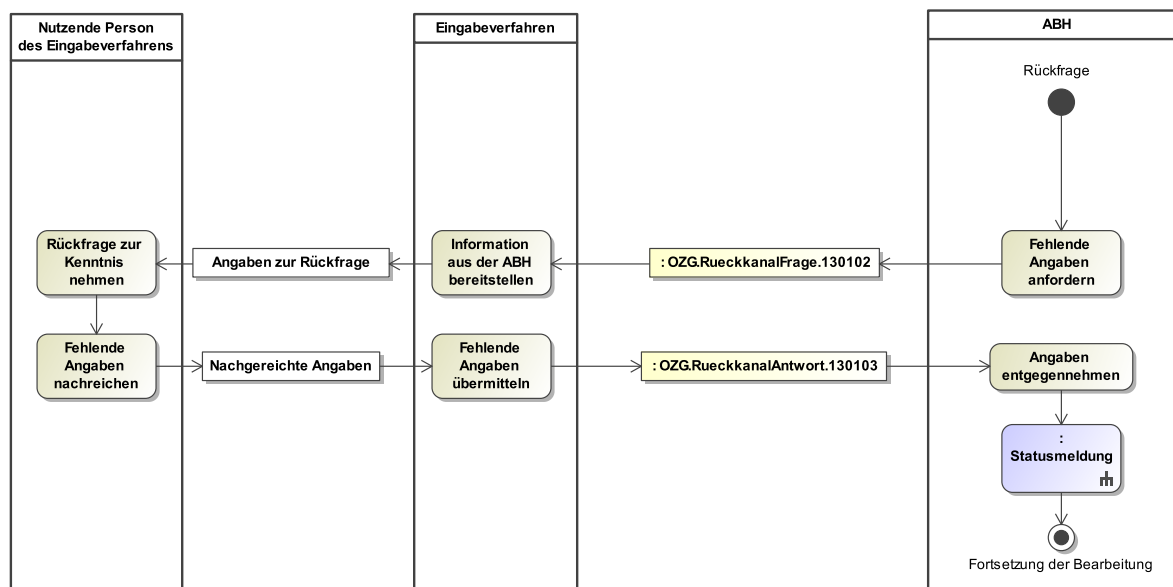 Nutzende Person
des Eingabeverfahrens
Eingabeverfahren
ABH
Rückfrage
Rückfrage zur
Kenntnis
nehmen
Angaben zur Rückfrage
Information
aus der ABH
bereitstellen
: OZG.RueckkanalFrage.130102
Fehlende
Angaben
anfordern
Fehlende
Angaben
nachreichen
Nachgereichte Angaben
Fehlende
Angaben
übermitteln
: OZG.RueckkanalAntwort.130103
Angaben
entgegennehmen
:
Statusmeldung
Fortsetzung der Bearbeitung